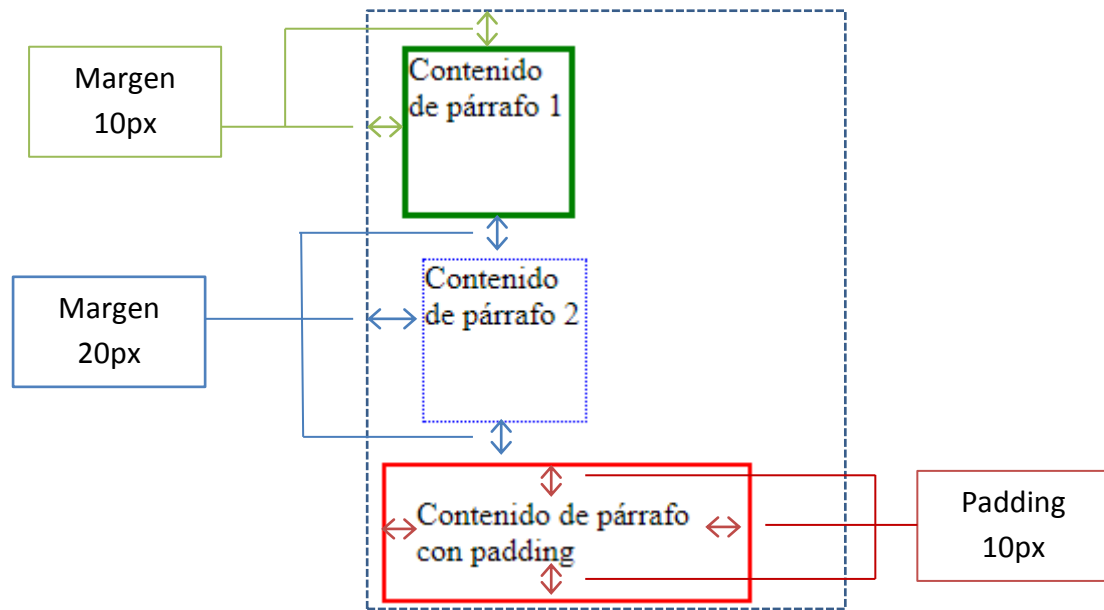 Margen
10px
Contenido
de párrafo 1
Margen
20px
Contenido
de párrafo 2
Contenido de párrafo
con padding
Padding
10px